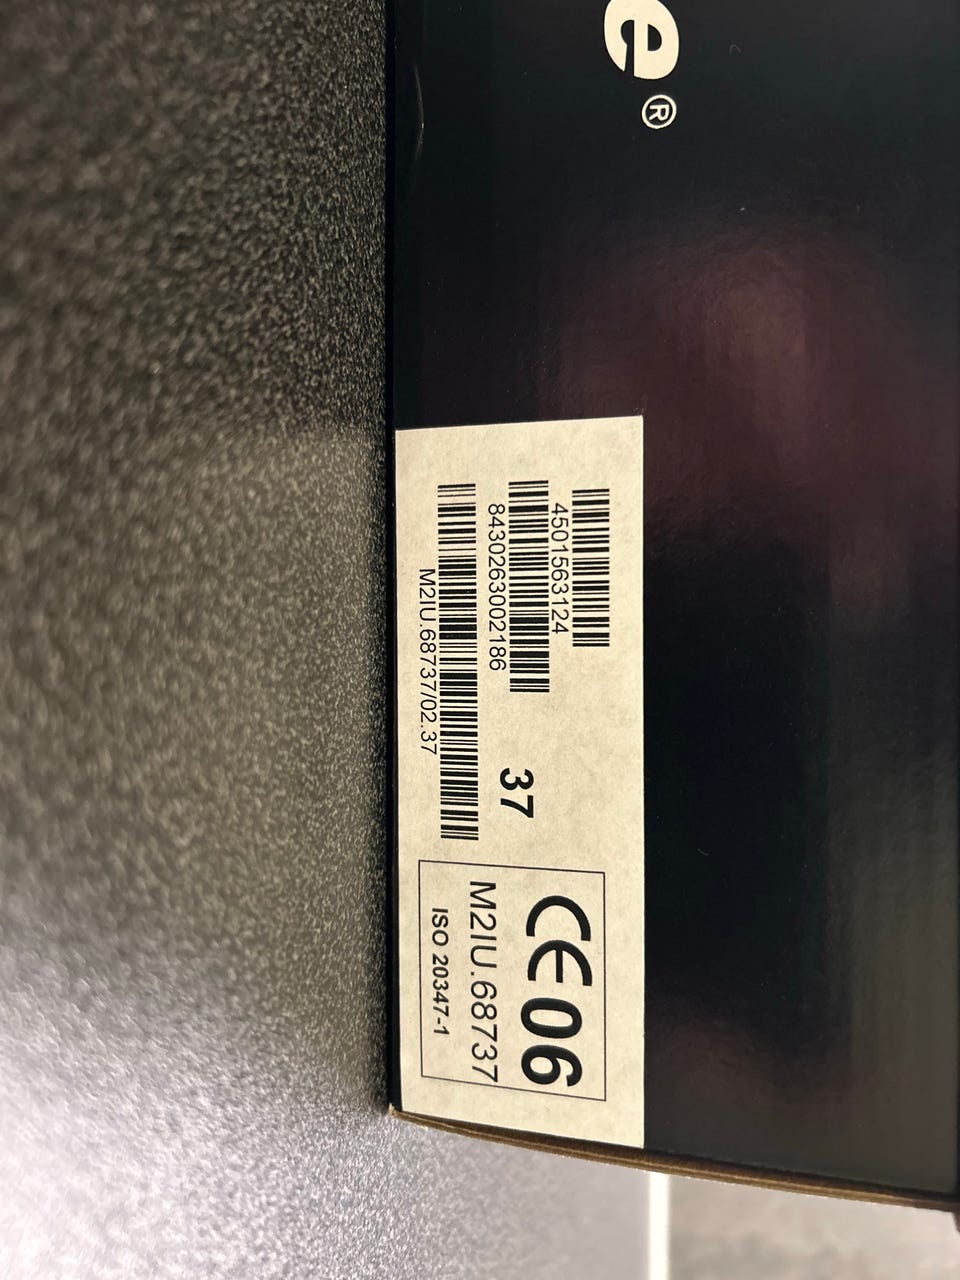 e®
4501563124
8430263002186
37
M2IU.68737/02.37
CE 06
M2IU.68737
ISO 20347-1